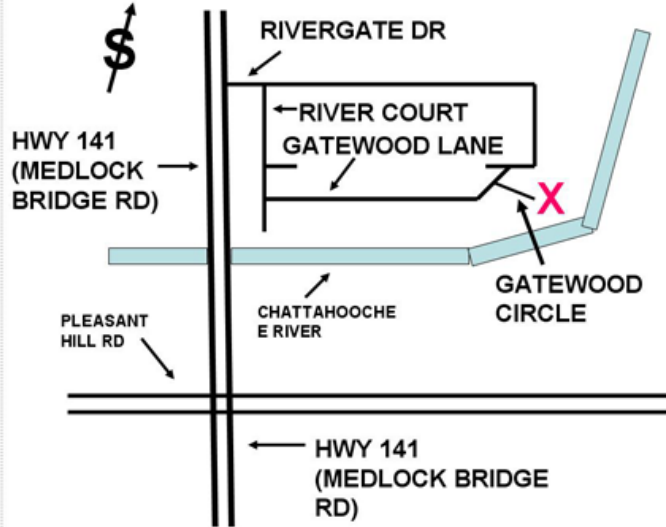 S
RIVERGATE DR
RIVER COURT
GATEWOOD LANE
HWY 141
(MEDLOCK
BRIDGE RD)
X
GATEWOOD
CIRCLE
CHATTAHOOCHE
E RIVER
PLEASANT
HILL RD
HWY 141
(MEDLOCK BRIDGE
RD)